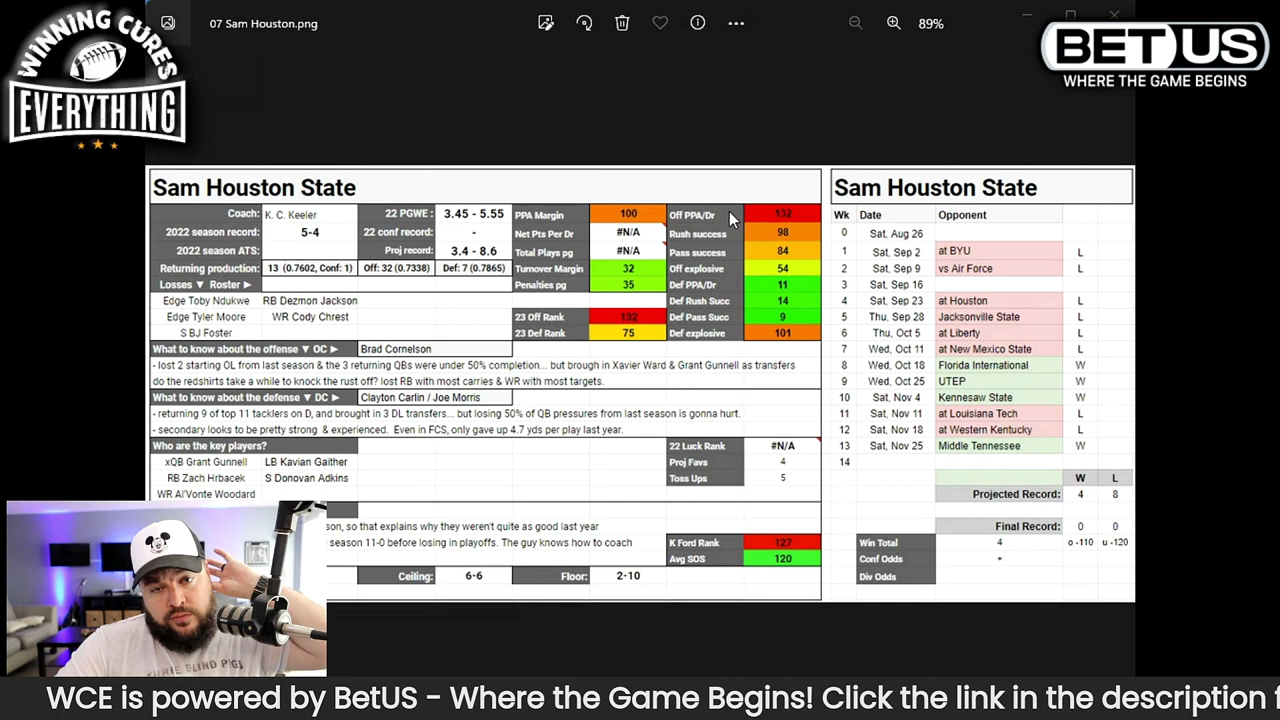 WINNING CURES
EVERYTHING
07 Sam Houston.png
89%
BETUS
WHERE THE GAME BEGINS
Sam Houston State
Coach: K. C. Keeler 22 PGWE : 3.45 - 5.55 PPA Margin 100 Off PPA/Dr 132
2022 season record: 5-4 22 conf record: - Net Pts Per Dr #N/A Rush success 98
2022 season ATS: Proj record: 3.4 - 8.6 Total Plays pg #N/A Pass success 84
Returning production: 13 (0.7602, Conf: 1) Off: 32 (0.7338) Def: 7 (0.7865) Turnover Margin 32 Off explosive 54
Losses ▼ Roster ► Penalties pg 35 Def PPA/Dr 11
Edge Toby Ndukwe RB Dezmon Jackson Def Rush Succ 14
Edge Tyler Moore WR Cody Chrest 23 Off Rank 132 Def Pass Succ 9
S BJ Foster 23 Def Rank 75 Def explosive 101
What to know about the offense ▼ OC ► Brad Cornelson
- lost 2 starting OL from last season & the 3 returning QBs were under 50% completion... but brough in Xavier Ward & Grant Gunnell as transfers
do the redshirts take a while to knock the rust off? lost RB with most carries & WR with most targets.
What to know about the defense ▼ DC ► Clayton Carlin / Joe Morris
- returning 9 of top 11 tacklers on D, and brought in 3 DL transfers... but losing 50% of QB pressures from last season is gonna hurt.
- secondary looks to be pretty strong & experienced. Even in FCS, only gave up 4.7 yds per play last year.
Who are the key players? 22 Luck Rank #N/A
xQB Grant Gunnell LB Kavian Gaither Proj Favs 4
RB Zach Hrbacek S Donovan Adkins Toss Ups 5
WR Al'Vonte Woodard
son, so that explains why they weren't quite as good last year
season 11-0 before losing in playoffs. The guy knows how to coach K Ford Rank 127
Avg SOS 120
Ceiling: 6-6 Floor: 2-10
Sam Houston State
Wk Date Opponent
0 Sat, Aug 26
1 Sat, Sep 2 at BYU L
2 Sat, Sep 9 vs Air Force L
3 Sat, Sep 16
4 Sat, Sep 23 at Houston L
5 Thu, Sep 28 Jacksonville State L
6 Thu, Oct 5 at Liberty L
7 Wed, Oct 11 at New Mexico State L
8 Wed, Oct 18 Florida International W
9 Wed, Oct 25 UTEP W
10 Sat, Nov 4 Kennesaw State W
11 Sat, Nov 11 at Louisiana Tech L
12 Sat, Nov 18 at Western Kentucky L
13 Sat, Nov 25 Middle Tennessee W
14
W L
Projected Record: 4 8
Final Record: 0 0
Win Total 4 o -110 u -120
Conf Odds +
Div Odds
THREE BLIND PIGS
WCE is powered by BetUS - Where the Game Begins! Click the link in the description